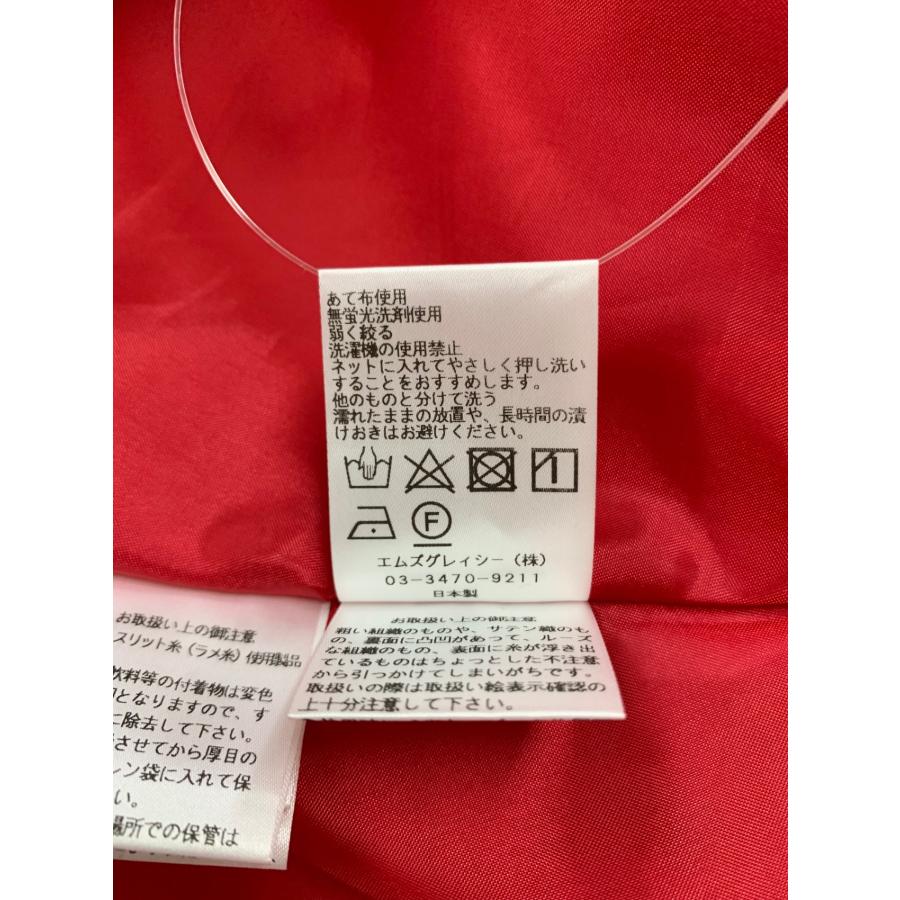 あて布使用
無蛍光洗剤使用
弱く絞る
洗濯機の使用禁止
ネットに入れてやさしく押し洗い
することをおすすめします。
他のものと分けて洗う
濡れたままの放置や、長時間の漬
けおきはお避けください。
F
エムズグレイシー（株）
03-3470-9211
日本製
お取扱い上の御注意
粗い組織のものや、サテン織のもの
の、裏面に凸凹があって、ルーズ
な組織のもの、表面に糸が浮き出
ているものはちょっとした不注意
から引っかけてしまいがちです。
取扱いの際は取扱い絵表示確認の
上十分注意して下さい。
お取扱い上の御注意
スリット糸（ラメ糸）使用製品
飲料等の付着物は変色
となりますので、す
に除去して下さい。
させてから厚目の
レン袋に入れて保
い。
場所での保管は